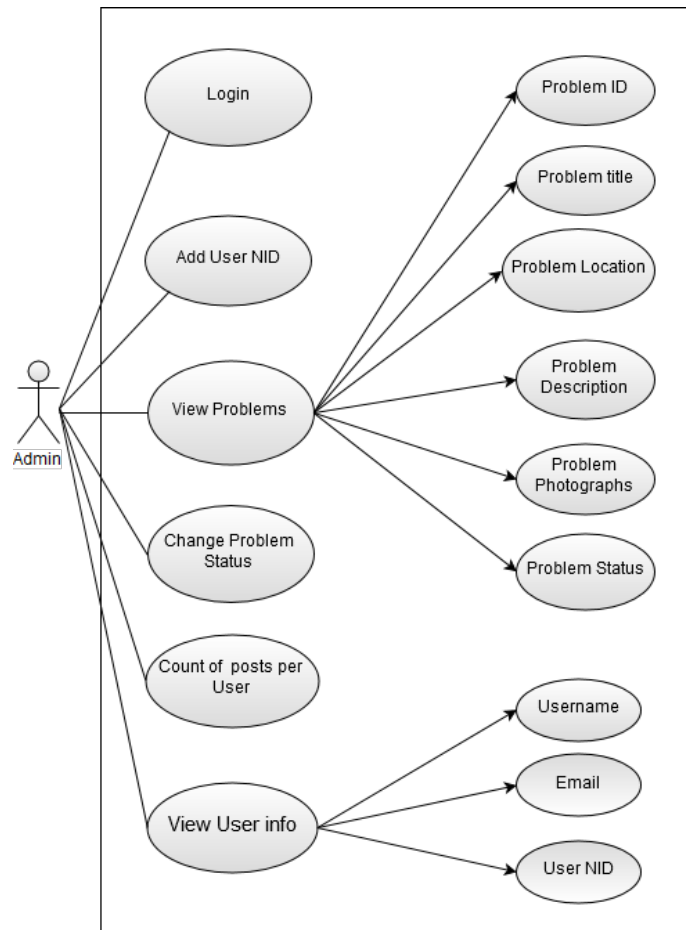 Login
Add User NID
View Problems
Admin
Change Problem
Status
Count of posts per
User
View User info
Problem ID
Problem title
Problem Location
Problem
Description
Problem
Photographs
Problem Status
Username
Email
User NID